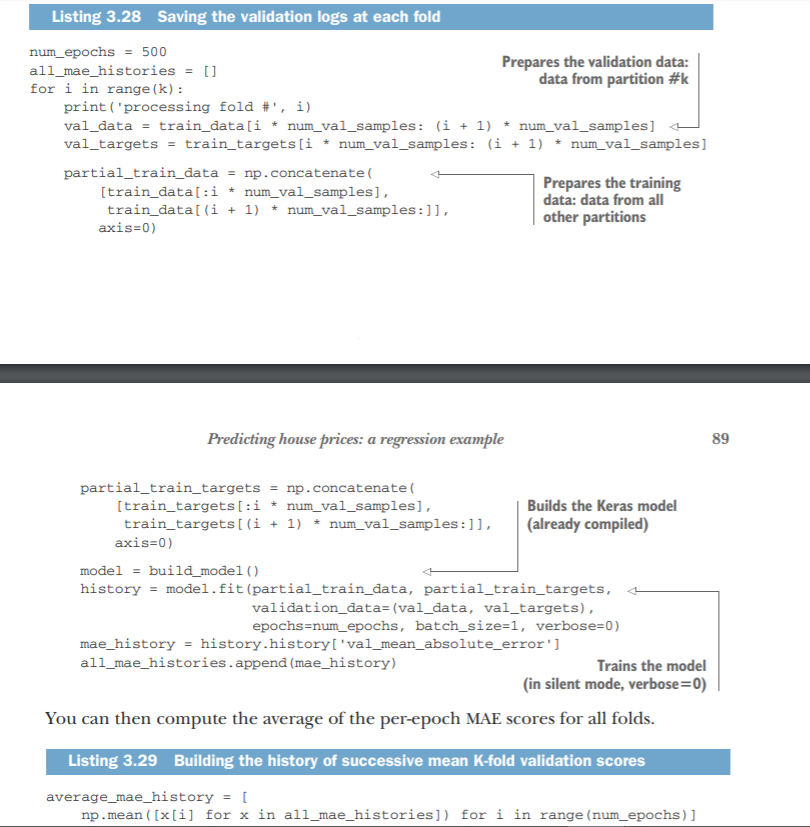 Listing 3.28 Saving the validation logs at each fold
num_epochs = 500
all_mae_histories = []
for i in range(k):
    print('processing fold #', i)
    val_data = train_data[i * num_val_samples: (i + 1) * num_val_samples]
    val_targets = train_targets[i * num_val_samples: (i + 1) * num_val_samples]
Prepares the validation data:
data from partition #k
    partial_train_data = np.concatenate(
        [train_data[:i * num_val_samples],
         train_data[(i + 1) * num_val_samples:]],
        axis=0)
Prepares the training
data: data from all
other partitions
Predicting house prices: a regression example
89
    partial_train_targets = np.concatenate(
        [train_targets[:i * num_val_samples],
         train_targets[(i + 1) * num_val_samples:]],
        axis=0)
Builds the Keras model
(already compiled)
    model = build_model()
    history = model.fit(partial_train_data, partial_train_targets,
                        validation_data=(val_data, val_targets),
                        epochs=num_epochs, batch_size=1, verbose=0)
    mae_history = history.history['val_mean_absolute_error']
    all_mae_histories.append(mae_history)
Trains the model
(in silent mode, verbose=0)
You can then compute the average of the per-epoch MAE scores for all folds.
Listing 3.29 Building the history of successive mean K-fold validation scores
average_mae_history = [
    np.mean([x[i] for x in all_mae_histories]) for i in range(num_epochs)]